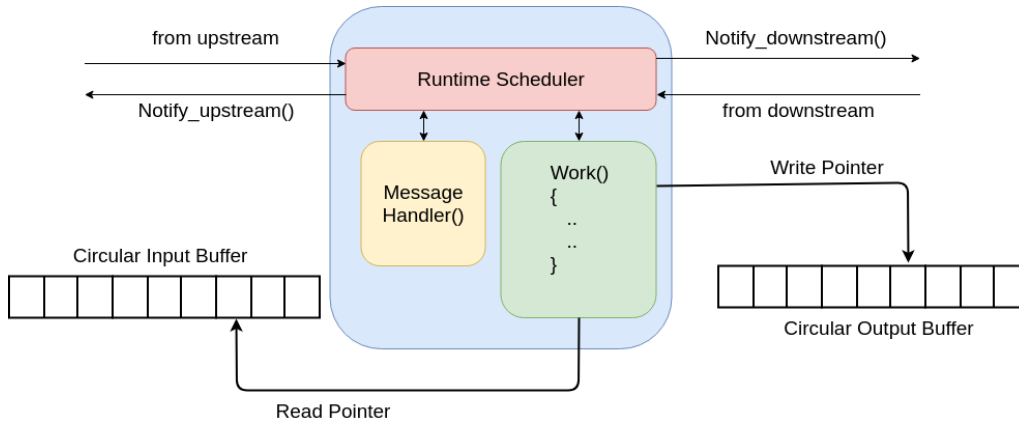 from upstream
Notify_downstream()
Runtime Scheduler
Notify_upstream()
from downstream
Message
Handler()
Work()
{
..
..
}
Write Pointer
Circular Input Buffer
Circular Output Buffer
Read Pointer